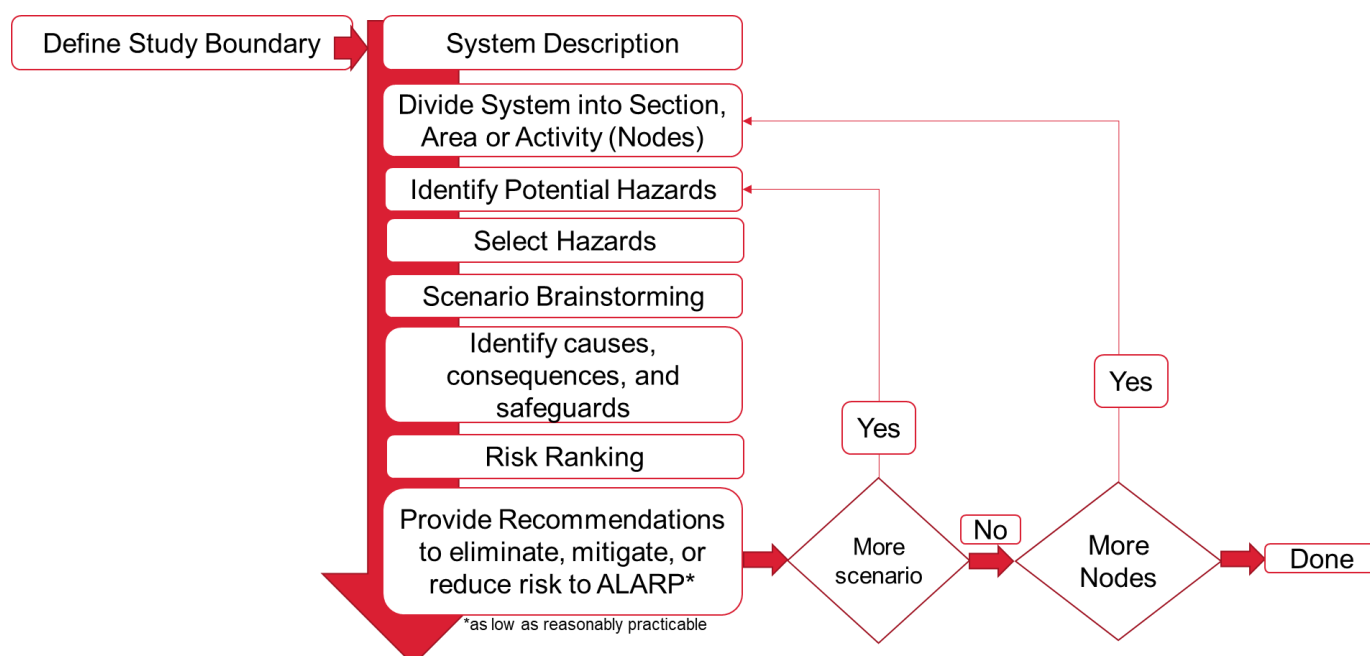 Define Study Boundary
System Description
Divide System into Section,
Area or Activity (Nodes)
Identify Potential Hazards
Select Hazards
Scenario Brainstorming
Identify causes,
consequences, and
safeguards
Risk Ranking
Provide Recommendations
to eliminate, mitigate, or
reduce risk to ALARP*
*as low as reasonably practicable
More
scenario
Yes
No
More
Nodes
Yes
Done